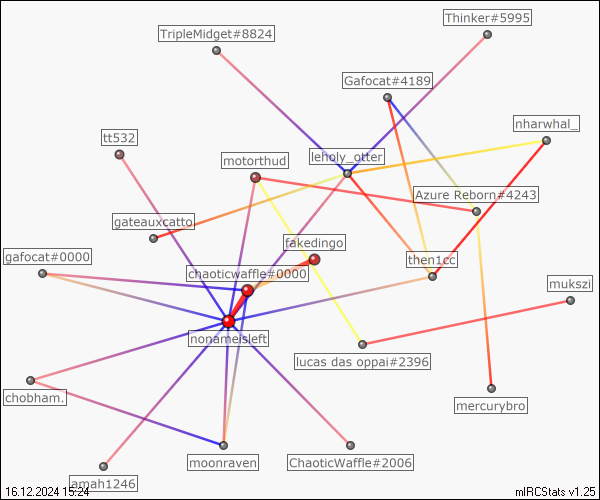 Thinker#5995
TripleMidget#8824
Gafocat#4189
nharwhal_
tt532
motorthud
leholy_otter
Azure Reborn#4243
gateauxcatto
fakedingo
gafocat#0000
chaoticwaffle#0000
then1cc
mukszi
nonameisleft
lucas das oppai#2396
chobham.
mercurybro
moonraven
ChaoticWaffle#2006
amah1246
16.12.2024 15:24
mIRCStats v1.25